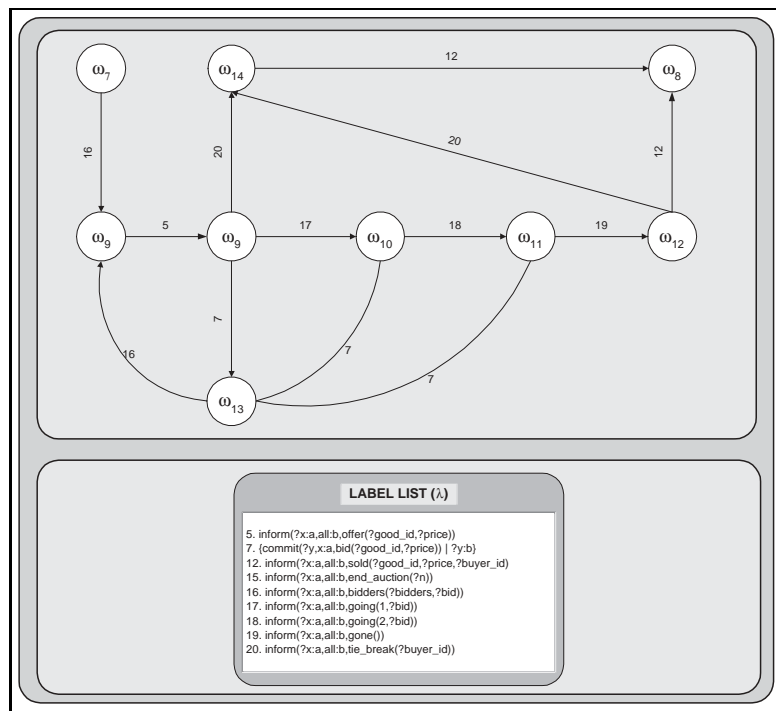 ω7
ω14
12
ω8
16
20
20
12
ω9
5
ω9
17
ω10
18
ω11
19
ω12
7
16
7
7
ω13
LABEL LIST (λ)
5. inform(?x:a,all:b,offer(?good_id,?price))
7. {commit(?y,x:a,bid(?good_id,?price)) | ?y:b}
12. inform(?x:a,all:b,sold(?good_id,?price,?buyer_id)
15. inform(?x:a,all:b,end_auction(?n))
16. inform(?x:a,all:b,bidders(?bidders,?bid))
17. inform(?x:a,all:b,going(1,?bid))
18. inform(?x:a,all:b,going(2,?bid))
19. inform(?x:a,all:b,gone())
20. inform(?x:a,all:b,tie_break(?buyer_id))